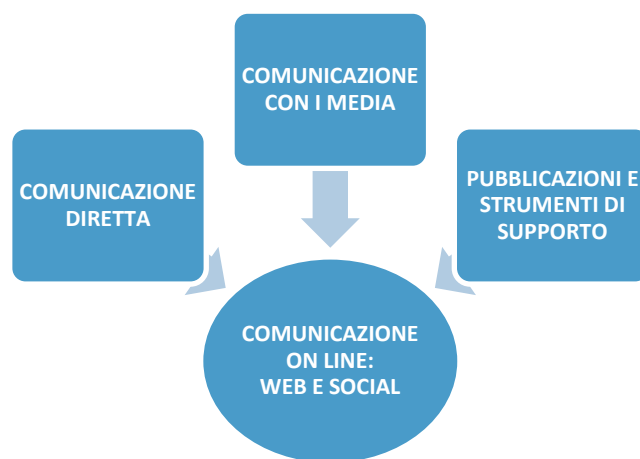 COMUNICAZIONE
CON I MEDIA
COMUNICAZIONE
DIRETTA
PUBBLICAZIONI E
STRUMENTI DI
SUPPORTO
COMUNICAZIONE
ON LINE:
WEB E SOCIAL